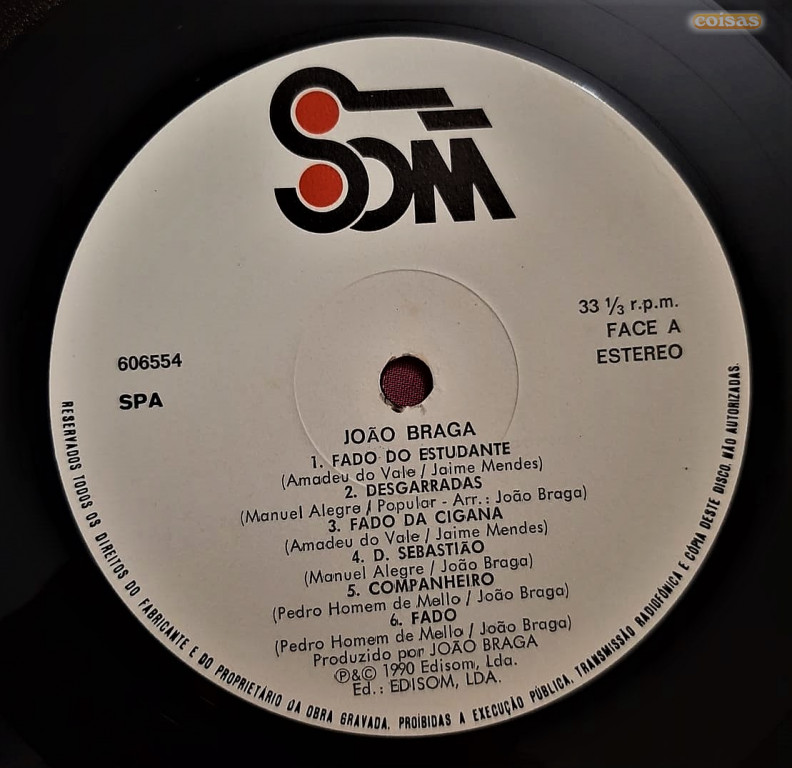 coisas
SOM
33 1/3 r.p.m.
FACE A
ESTEREO
606554
SPA
JOÃO BRAGA
1. FADO DO ESTUDANTE
(Amadeu do Vale / Jaime Mendes)
2. DESGARRADAS
(Manuel Alegre / Popular - Arr.: João Braga)
3. FADO DA CIGANA
(Amadeu do Vale / Jaime Mendes)
4. D. SEBASTIÃO
(Manuel Alegre / João Braga)
5. COMPANHEIRO
(Pedro Homem de Mello / João Braga)
6. FADO
(Pedro Homem de Mello / João Braga)
Produzido por JOÃO BRAGA
℗&© 1990 Edisom, Lda.
Ed.: EDISOM, LDA.
RESERVADOS TODOS OS DIREITOS DO FABRICANTE E DO PROPRIETÁRIO DA OBRA GRAVADA. PROIBIDAS A EXECUÇÃO PÚBLICA, TRANSMISSÃO RADIOFÓNICA E CÓPIA DESTE DISCO, NÃO AUTORIZADAS.